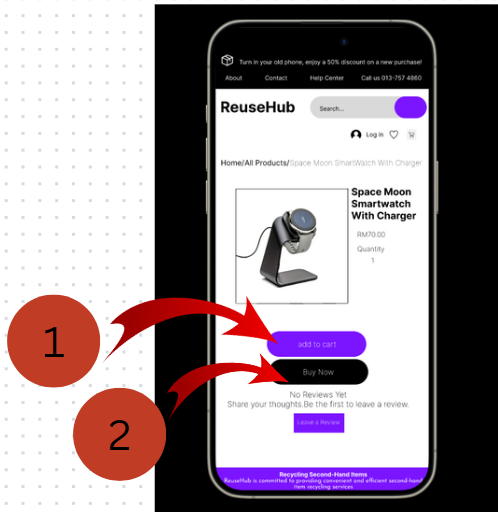 Turn in your old phone, enjoy a 50% discount on a new purchase!
About Contact Help Center Call us 013-757 4860
ReuseHub Search...
Log in
Home/All Products/Space Moon SmartWatch With Charger
Space Moon
Smartwatch
With Charger
RM70.00
Quantity
1
1
add to cart
Buy Now
2
No Reviews Yet
Share your thoughts.Be the first to leave a review.
Leave a Review
Recycling Second-Hand Items
ReuseHub is committed to providing convenient and efficient second-hand
item recycling services